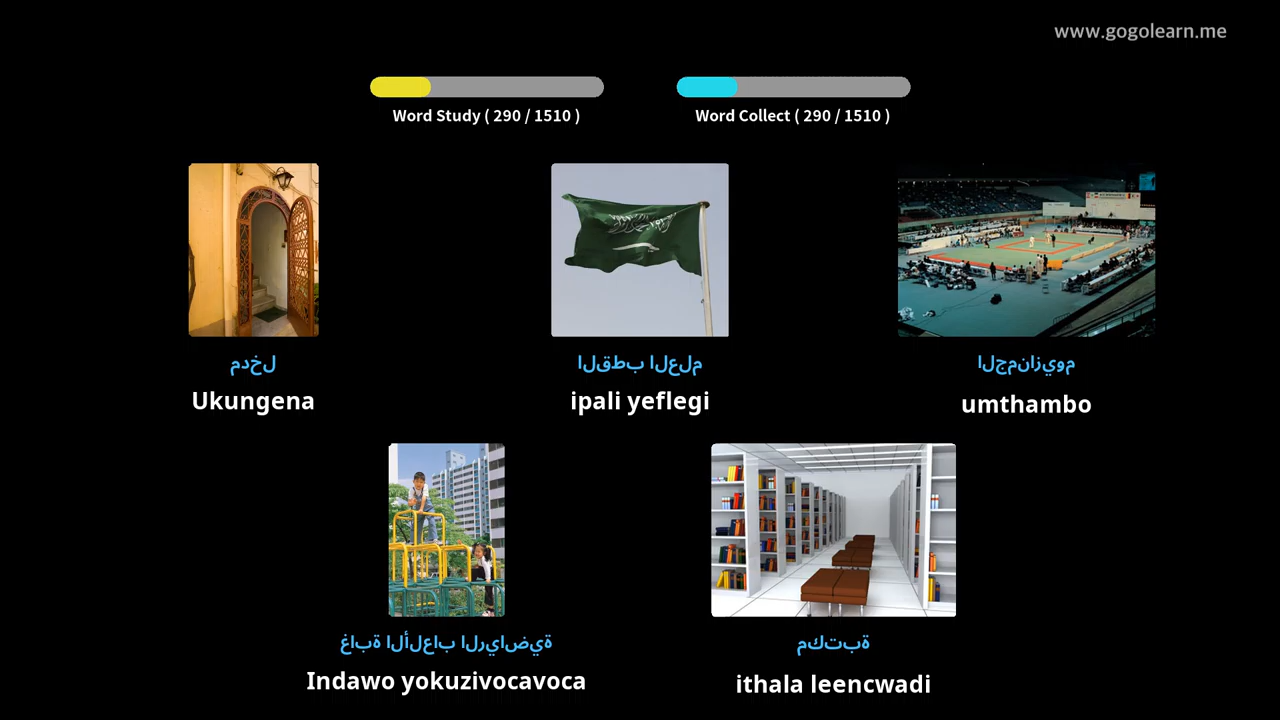 www.gogolearn.me
Word Study ( 290 / 1510 )
Word Collect ( 290 / 1510 )
مدخل
القطب العلم
الجمنازيوم
Ukungena
ipali yeflegi
umthambo
غابة الألعاب الرياضية
مكتبة
Indawo yokuzivocavoca
ithala leencwadi